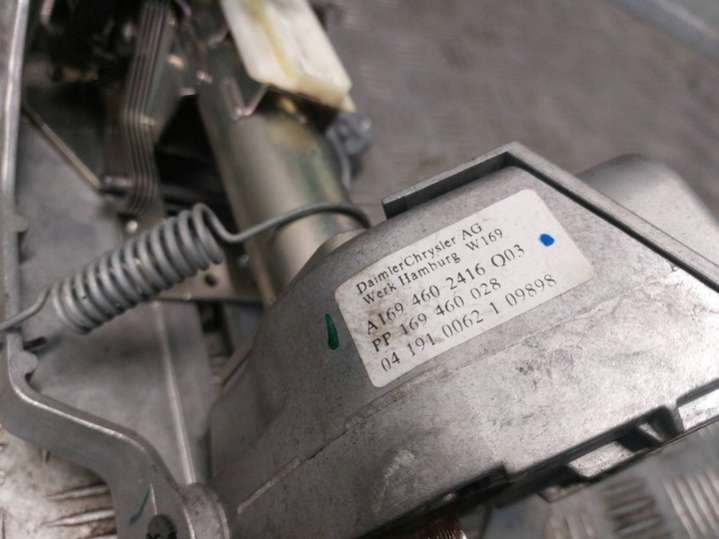 DaimlerChrysler AG
Werk Hamburg W169
A169 460 2416 Q03
PP 169 460 028
04 191 0062 1 09898